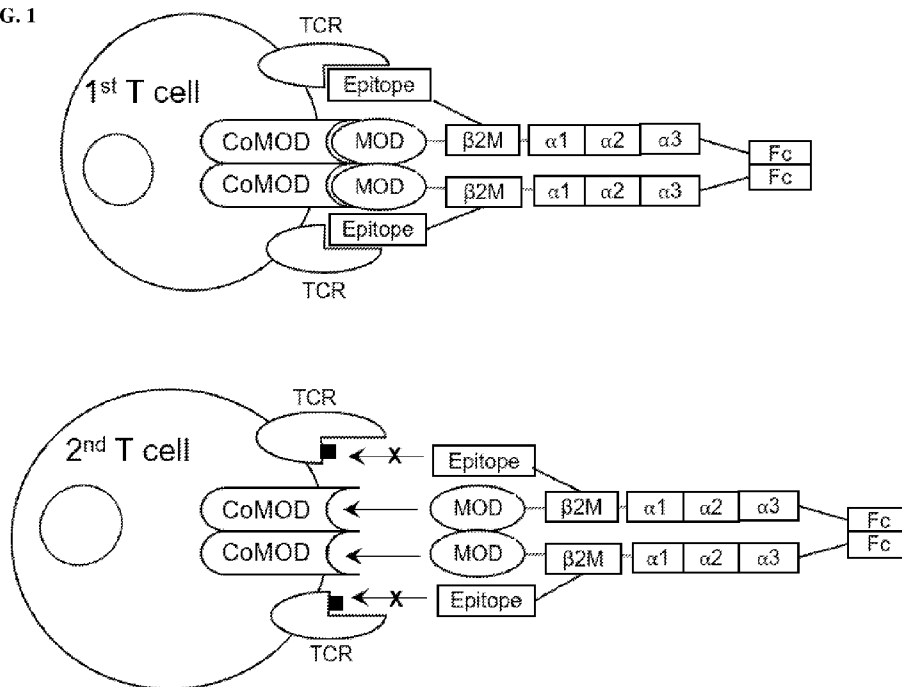 G. 1
TCR
Epitope
1st T cell
CoMOD MOD β2M α1 α2 α3
Fc
CoMOD MOD β2M α1 α2 α3
Fc
Epitope
TCR
TCR
2nd T cell
X Epitope
CoMOD MOD β2M α1 α2 α3
Fc
CoMOD MOD β2M α1 α2 α3
Fc
X Epitope
TCR